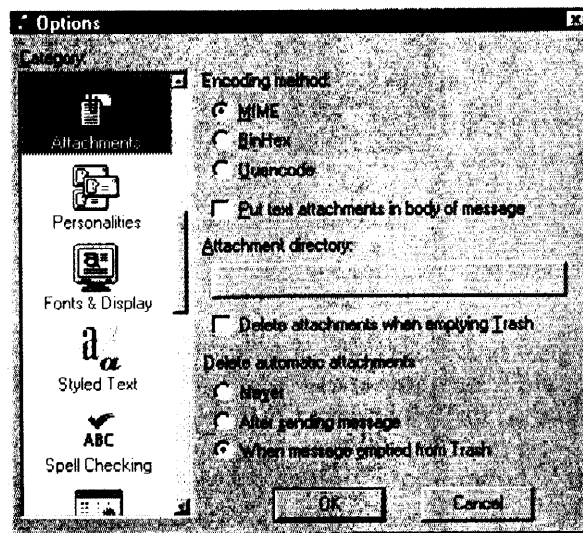 Options
Category:
Attachments
Personalities
Fonts & Display
Styled Text
ABC
Spell Checking
Encoding method:
MIME
BinHex
Uuencode
Put text attachments in body of message
Attachment directory:
Delete attachments when emptying Trash
Delete automatic attachments
Never
After sending message
When message emptied from Trash
OK
Cancel